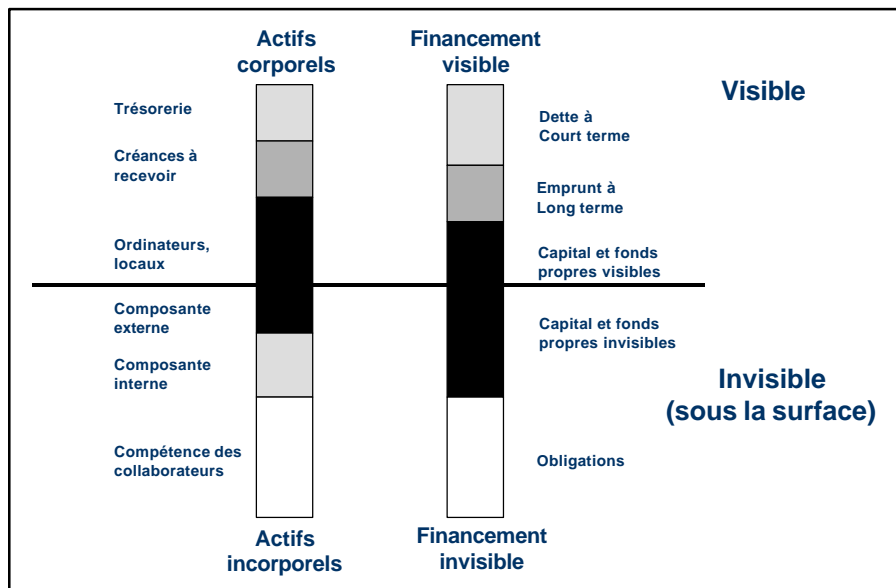 Actifs
corporels
Financement
visible
Visible
Trésorerie
Dette à
Court terme
Créances à
recevoir
Emprunt à
Long terme
Ordinateurs,
locaux
Capital et fonds
propres visibles
Composante
externe
Capital et fonds
propres invisibles
Composante
interne
Invisible
(sous la surface)
Compétence des
collaborateurs
Obligations
Actifs
incorporels
Financement
invisible